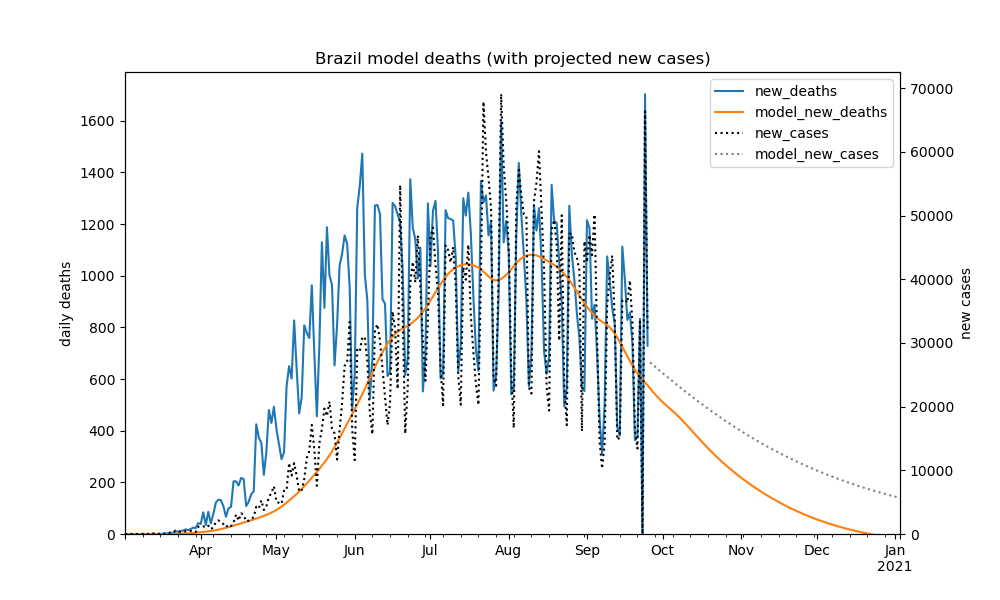 Brazil model deaths (with projected new cases)
new_deaths
model_new_deaths
new_cases
model_new_cases
daily deaths
new cases
1600
1400
1200
1000
800
600
400
200
0
70000
60000
50000
40000
30000
20000
10000
0
Apr May Jun Jul Aug Sep Oct Nov Dec Jan
2021